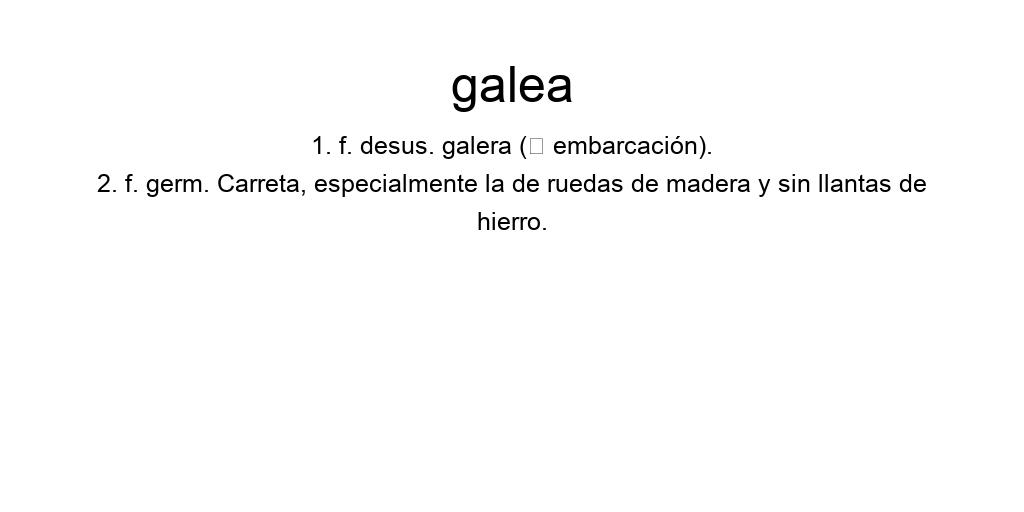 galea
1. f. desus. galera (□ embarcación).
2. f. germ. Carreta, especialmente la de ruedas de madera y sin llantas de
hierro.